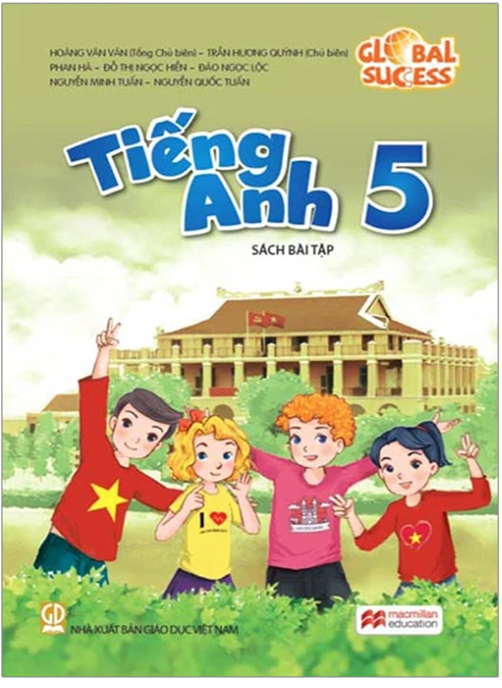 HOÀNG VĂN VÂN (Tổng Chủ biên) – TRẦN HƯƠNG QUỲNH (Chủ biên)
PHAN HÀ – ĐỖ THỊ NGỌC HIỀN – ĐÀO NGỌC LỘC
NGUYỄN MINH TUẤN – NGUYỄN QUỐC TUẤN
GLOBAL
SUCCESS
Tiếng
Anh 5
SÁCH BÀI TẬP
I
GD
NHÀ XUẤT BẢN GIÁO DỤC VIỆT NAM
macmillan
education